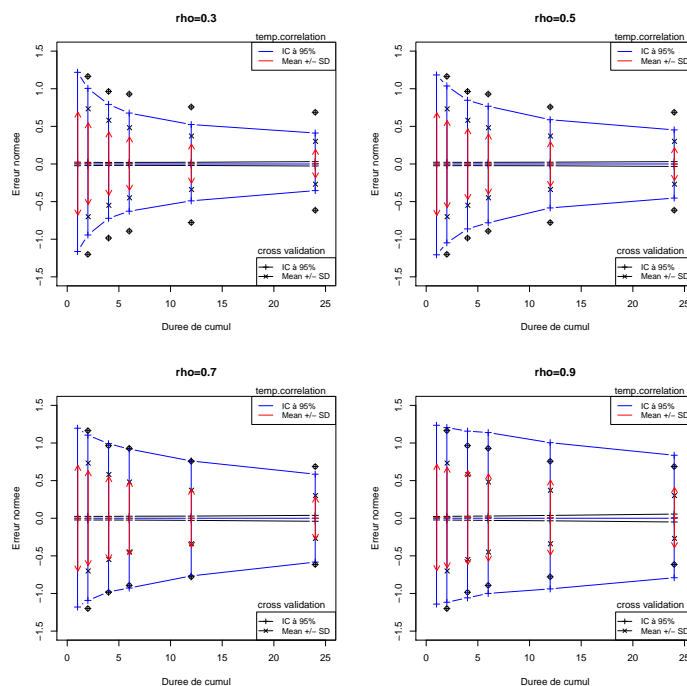 rho=0.3
temp.correlation
IC à 95%
Mean +/− SD
Erreur normee
1.5
1.0
0.5
0.0
−0.5
−1.0
−1.5
cross validation
IC à 95%
Mean +/− SD
0 5 10 15 20 25
Duree de cumul
rho=0.5
temp.correlation
IC à 95%
Mean +/− SD
Erreur normee
1.5
1.0
0.5
0.0
−0.5
−1.0
−1.5
cross validation
IC à 95%
Mean +/− SD
0 5 10 15 20 25
Duree de cumul
rho=0.7
temp.correlation
IC à 95%
Mean +/− SD
Erreur normee
1.5
1.0
0.5
0.0
−0.5
−1.0
−1.5
cross validation
IC à 95%
Mean +/− SD
0 5 10 15 20 25
Duree de cumul
rho=0.9
temp.correlation
IC à 95%
Mean +/− SD
Erreur normee
1.5
1.0
0.5
0.0
−0.5
−1.0
−1.5
cross validation
IC à 95%
Mean +/− SD
0 5 10 15 20 25
Duree de cumul